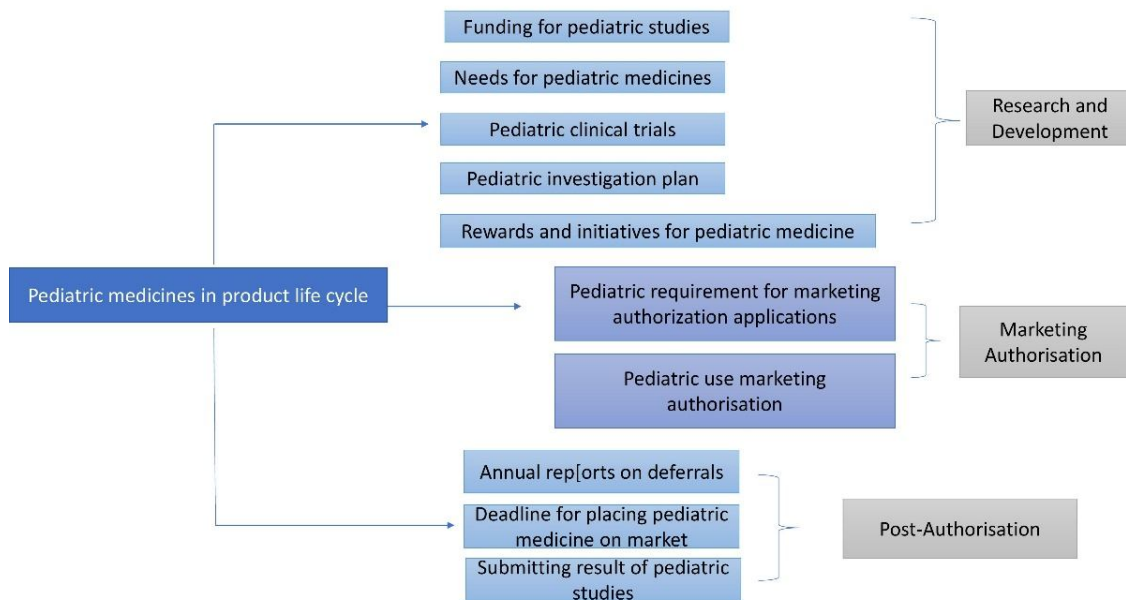 Funding for pediatric studies
Needs for pediatric medicines
Pediatric clinical trials
Pediatric investigation plan
Rewards and initiatives for pediatric medicine
Research and
Development
Pediatric medicines in product life cycle
Pediatric requirement for marketing
authorization applications
Pediatric use marketing
authorisation
Marketing
Authorisation
Annual rep[orts on deferrals
Deadline for placing pediatric
medicine on market
Submitting result of pediatric
studies
Post-Authorisation